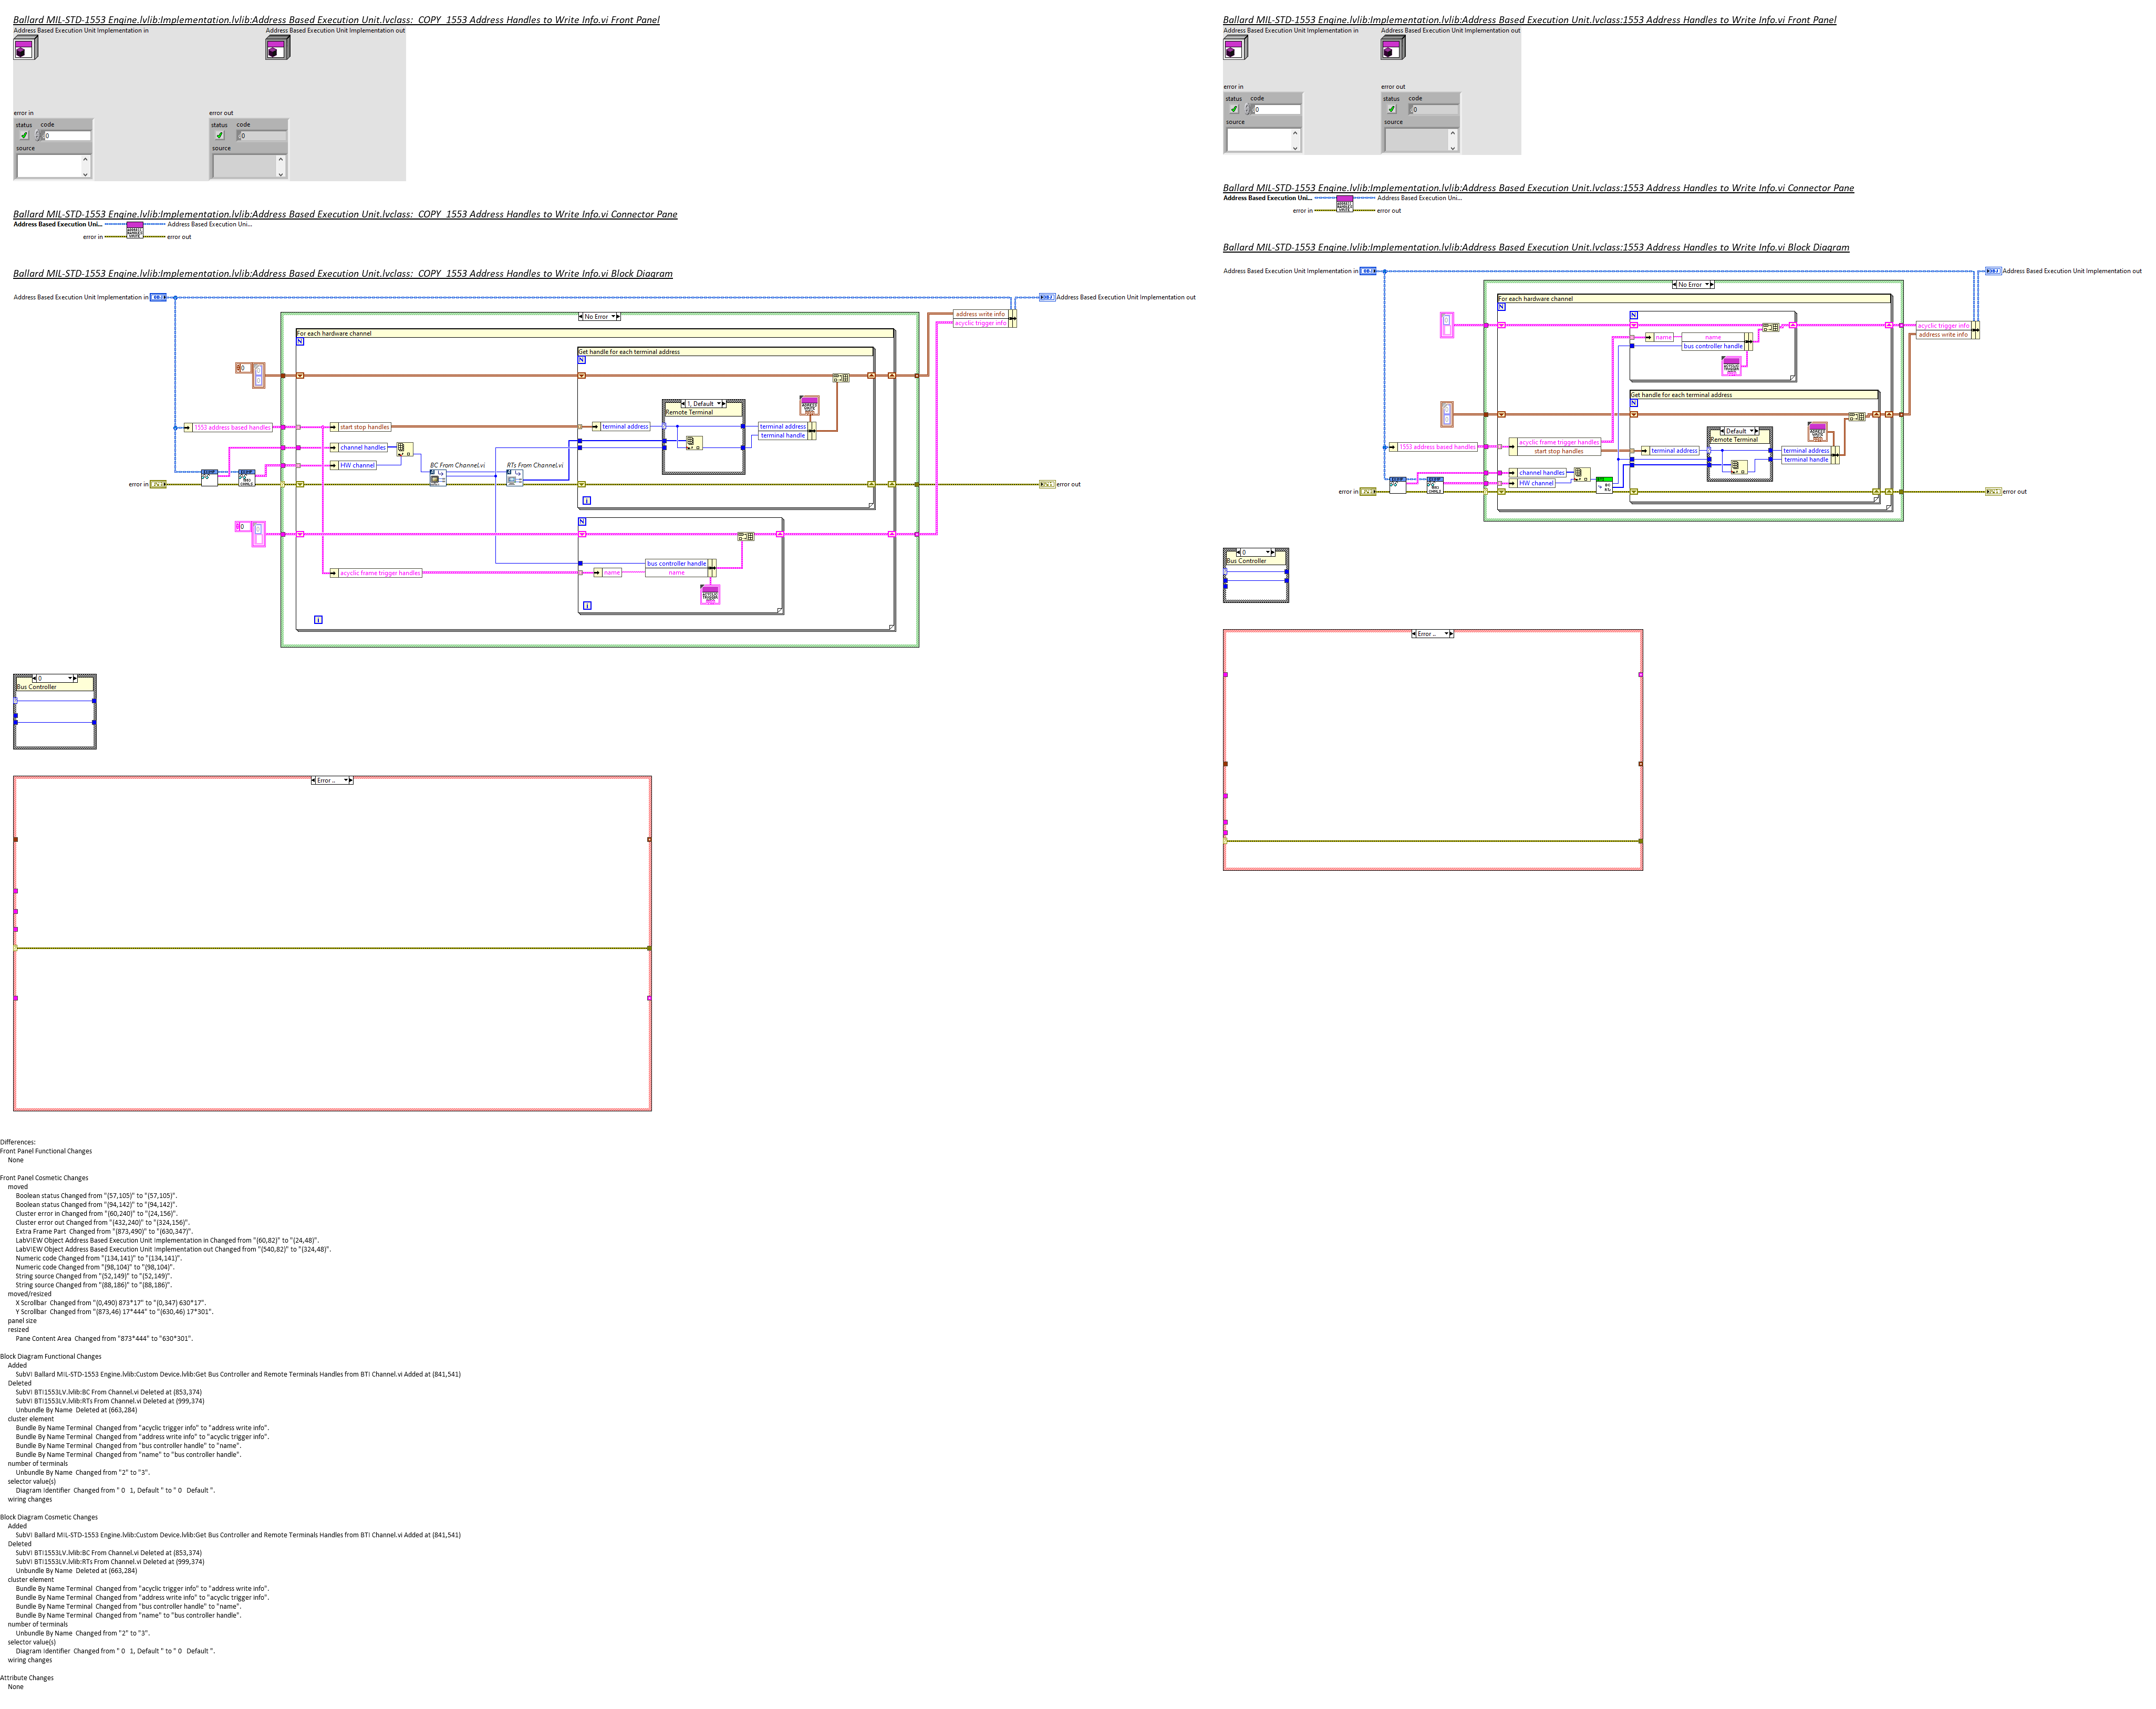 Ballard MIL-STD-1553 Engine.lvlib:Implementation.lvlib:Address Based Execution Unit.lvclass:_COPY_1553 Address Handles to Write Info.vi Front Panel
Address Based Execution Unit Implementation in
Address Based Execution Unit Implementation out
error in
status code
0
source
error out
status code
0
source
Ballard MIL-STD-1553 Engine.lvlib:Implementation.lvlib:Address Based Execution Unit.lvclass:_COPY_1553 Address Handles to Write Info.vi Connector Pane
Address Based Execution Uni...
Address Based Execution Uni...
error in
error out
Ballard MIL-STD-1553 Engine.lvlib:Implementation.lvlib:Address Based Execution Unit.lvclass:_COPY_1553 Address Handles to Write Info.vi Block Diagram
Address Based Execution Unit Implementation in
Address Based Execution Unit Implementation out
address write info
acyclic trigger info
No Error
For each hardware channel
N
Get handle for each terminal address
N
0
1, Default
Remote Terminal
1553 address based handles
start stop handles
terminal address
terminal address
terminal handle
channel handles
HW channel
BC From Channel.vi
RTs From Channel.vi
error in
error out
i
N
0
bus controller handle
name
name
acyclic frame trigger handles
i
i
0
Bus Controller
Error ..
Ballard MIL-STD-1553 Engine.lvlib:Implementation.lvlib:Address Based Execution Unit.lvclass:1553 Address Handles to Write Info.vi Front Panel
Address Based Execution Unit Implementation in
Address Based Execution Unit Implementation out
error in
status code
0
source
error out
status code
0
source
Ballard MIL-STD-1553 Engine.lvlib:Implementation.lvlib:Address Based Execution Unit.lvclass:1553 Address Handles to Write Info.vi Connector Pane
Address Based Execution Uni...
Address Based Execution Uni...
error in
error out
Ballard MIL-STD-1553 Engine.lvlib:Implementation.lvlib:Address Based Execution Unit.lvclass:1553 Address Handles to Write Info.vi Block Diagram
Address Based Execution Unit Implementation in
Address Based Execution Unit Implementation out
No Error
For each hardware channel
N
N
acyclic trigger info
address write info
name
name
bus controller handle
Get handle for each terminal address
N
Default
Remote Terminal
1553 address based handles
acyclic frame trigger handles
start stop handles
terminal address
terminal address
terminal handle
channel handles
HW channel
error in
error out
0
Bus Controller
Error ..
Differences:
Front Panel Functional Changes
None
Front Panel Cosmetic Changes
moved
Boolean status Changed from "(57,105)" to "(57,105)".
Boolean status Changed from "(94,142)" to "(94,142)".
Cluster error in Changed from "(60,240)" to "(24,156)".
Cluster error out Changed from "(432,240)" to "(324,156)".
Extra Frame Part  Changed from "(873,490)" to "(630,347)".
LabVIEW Object Address Based Execution Unit Implementation in Changed from "(60,82)" to "(24,48)".
LabVIEW Object Address Based Execution Unit Implementation out Changed from "(540,82)" to "(324,48)".
Numeric code Changed from "(134,141)" to "(134,141)".
Numeric code Changed from "(98,104)" to "(98,104)".
String source Changed from "(52,149)" to "(52,149)".
String source Changed from "(88,186)" to "(88,186)".
moved/resized
X Scrollbar  Changed from "(0,490) 873*17" to "(0,347) 630*17".
Y Scrollbar  Changed from "(873,46) 17*444" to "(630,46) 17*301".
panel size
resized
Pane Content Area  Changed from "873*444" to "630*301".
Block Diagram Functional Changes
Added
SubVI Ballard MIL-STD-1553 Engine.lvlib:Custom Device.lvlib:Get Bus Controller and Remote Terminals Handles from BTI Channel.vi Added at (841,541)
Deleted
SubVI BTI1553LV.lvlib:BC From Channel.vi Deleted at (853,374)
SubVI BTI1553LV.lvlib:RTs From Channel.vi Deleted at (999,374)
Unbundle By Name  Deleted at (663,284)
cluster element
Bundle By Name Terminal  Changed from "acyclic trigger info" to "address write info".
Bundle By Name Terminal  Changed from "address write info" to "acyclic trigger info".
Bundle By Name Terminal  Changed from "bus controller handle" to "name".
Bundle By Name Terminal  Changed from "name" to "bus controller handle".
number of terminals
Unbundle By Name  Changed from "2" to "3".
selector value(s)
Diagram Identifier  Changed from " 0   1, Default " to " 0   Default ".
wiring changes
Block Diagram Cosmetic Changes
Added
SubVI Ballard MIL-STD-1553 Engine.lvlib:Custom Device.lvlib:Get Bus Controller and Remote Terminals Handles from BTI Channel.vi Added at (841,541)
Deleted
SubVI BTI1553LV.lvlib:BC From Channel.vi Deleted at (853,374)
SubVI BTI1553LV.lvlib:RTs From Channel.vi Deleted at (999,374)
Unbundle By Name  Deleted at (663,284)
cluster element
Bundle By Name Terminal  Changed from "acyclic trigger info" to "address write info".
Bundle By Name Terminal  Changed from "address write info" to "acyclic trigger info".
Bundle By Name Terminal  Changed from "bus controller handle" to "name".
Bundle By Name Terminal  Changed from "name" to "bus controller handle".
number of terminals
Unbundle By Name  Changed from "2" to "3".
selector value(s)
Diagram Identifier  Changed from " 0   1, Default " to " 0   Default ".
wiring changes
Attribute Changes
None